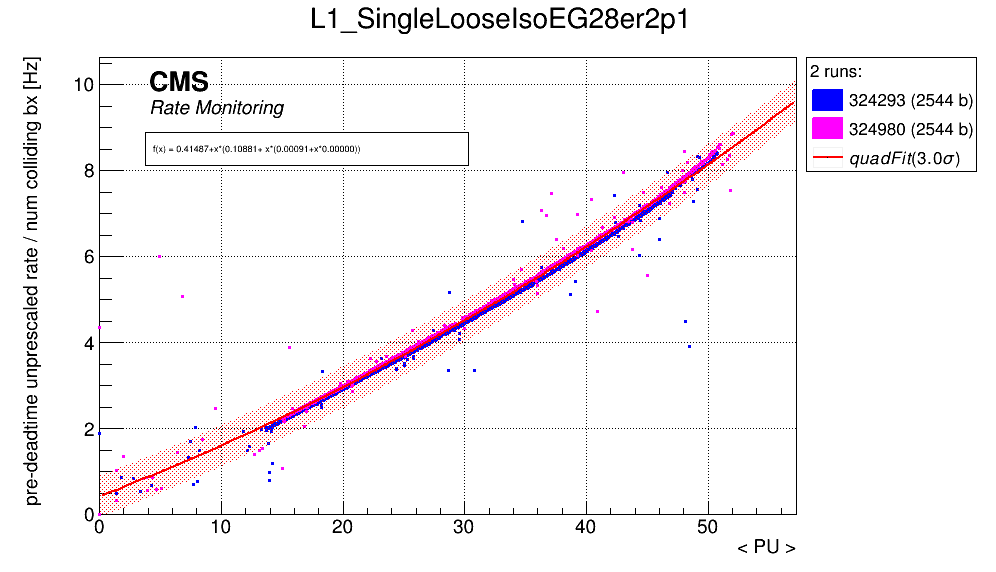 L1_SingleLooseIsoEG28er2p1
pre-deadtime unprescaled rate / num colliding bx [Hz]
CMS
Rate Monitoring
f(x) = 0.41487+x*(0.10881+ x*(0.00091+x*0.00000))
10
8
6
4
2
0
0
10
20
30
40
50
< PU >
2 runs:
324293 (2544 b)
324980 (2544 b)
quadFit(3.0σ)